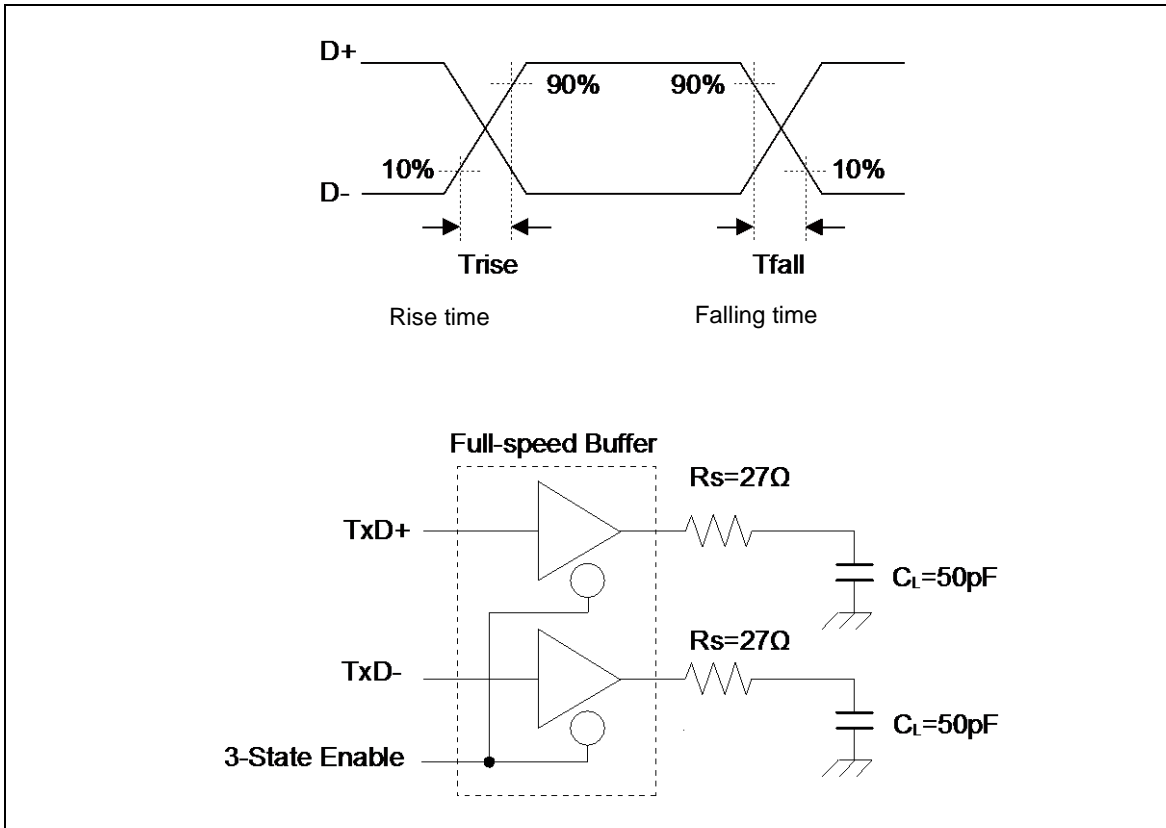 D+
90%
90%
10%
10%
D-
Trise
Tfall
Rise time
Falling time
Full-speed Buffer
Rs=27Ω
TxD+
CL=50pF
Rs=27Ω
TxD-
CL=50pF
3-State Enable